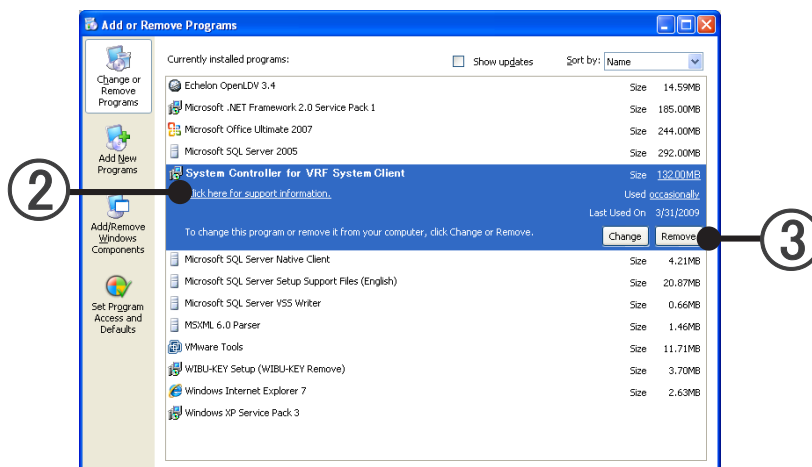 Add or Remove Programs
Currently installed programs: Show updates Sort by: Name
Change or
Remove
Programs
Add New
Programs
Add/Remove
Windows
Components
Set Program
Access and
Defaults
Echelon OpenLDV 3.4 Size 14.59MB
Microsoft .NET Framework 2.0 Service Pack 1 Size 185.00MB
Microsoft Office Ultimate 2007 Size 244.00MB
Microsoft SQL Server 2005 Size 292.00MB
System Controller for VRF System Client Size 132.00MB
② Click here for support information. Used occasionally
Last Used On 3/31/2009
To change this program or remove it from your computer, click Change or Remove. Change Remove ③
Microsoft SQL Server Native Client Size 4.21MB
Microsoft SQL Server Setup Support Files (English) Size 20.87MB
Microsoft SQL Server VSS Writer Size 0.66MB
MSXML 6.0 Parser Size 1.46MB
VMware Tools Size 11.71MB
WIBU-KEY Setup (WIBU-KEY Remove) Size 3.70MB
Windows Internet Explorer 7 Size 2.63MB
Windows XP Service Pack 3